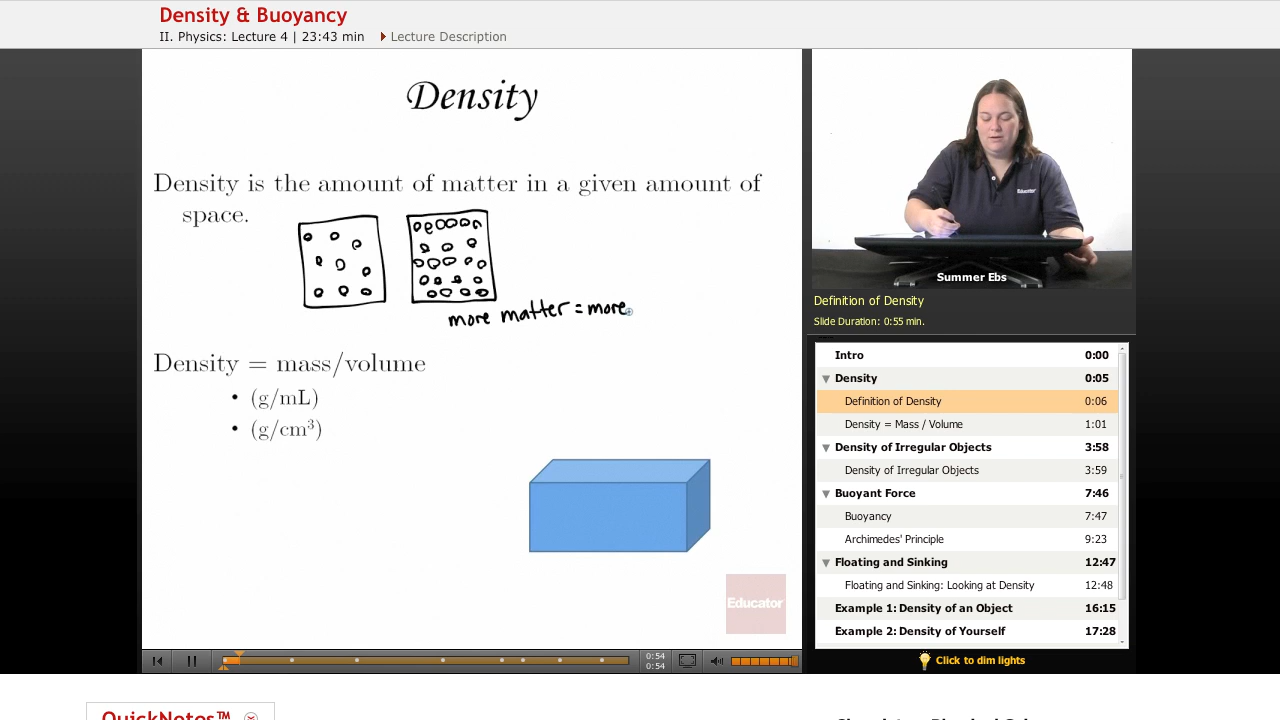 Density & Buoyancy
II. Physics: Lecture 4 | 23:43 min Lecture Description
Density
Density is the amount of matter in a given amount of
space.
more matter = more
Density = mass/volume
• (g/mL)
• (g/cm³)
Educator
0:54
0:54
Educator
Summer Ebs
Definition of Density
Slide Duration: 0:55 min.
Intro 0:00
Density 0:05
Definition of Density 0:06
Density = Mass / Volume 1:01
Density of Irregular Objects 3:58
Density of Irregular Objects 3:59
Buoyant Force 7:46
Buoyancy 7:47
Archimedes' Principle 9:23
Floating and Sinking 12:47
Floating and Sinking: Looking at Density 12:48
Example 1: Density of an Object 16:15
Example 2: Density of Yourself 17:28
Click to dim lights
QuickNotes™